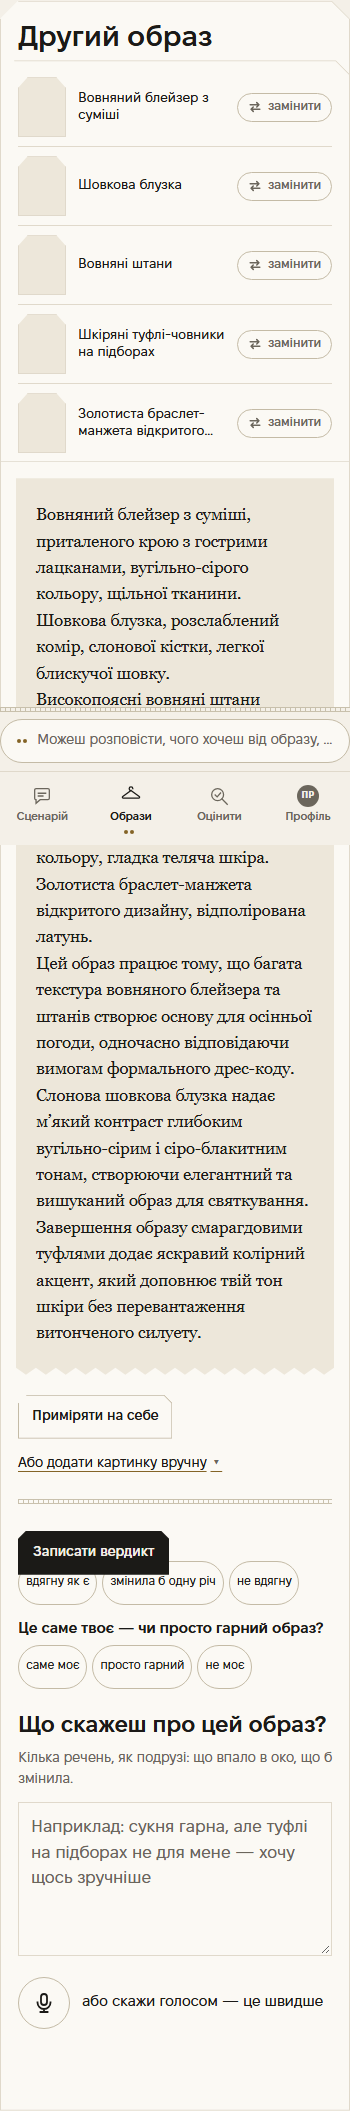 Другий образ
Вовняний блейзер з
суміші
замінити
Шовкова блузка
замінити
Вовняні штани
замінити
Шкіряні туфлі-човники
на підборах
замінити
Золотиста браслет-
манжета відкритого...
замінити
Вовняний блейзер з суміші,
приталеного крою з гострими
лацканами, вугільно-сірого
кольору, щільної тканини.
Шовкова блузка, розслаблений
комір, слонової кістки, легкої
блискучої шовку.
Високопоясні вовняні штани
Можеш розповісти, чого хочеш від образу, ...
Сценарій
Образи
Оцінити
ПР
Профіль
кольору, гладка теляча шкіра.
Золотиста браслет-манжета
відкритого дизайну, відполірована
латунь.
Цей образ працює тому, що багата
текстура вовняного блейзера та
штанів створює основу для осінньої
погоди, одночасно відповідаючи
вимогам формального дрес-коду.
Слонова шовкова блузка надає
м’який контраст глибоким
вугільно-сірим і сіро-блакитним
тонам, створюючи елегантний та
вишуканий образ для святкування.
Завершення образу смарагдовими
туфлями додає яскравий колірний
акцент, який доповнює твій тон
шкіри без перевантаження
витонченого силуету.
Приміряти на себе
Або додати картинку вручну
Записати вердикт
вдягну як є
змінила б одну річ
не вдягну
Це саме твоє — чи просто гарний образ?
саме моє
просто гарний
не моє
Що скажеш про цей образ?
Кілька речень, як подрузі: що впало в око, що б
змінила.
Наприклад: сукня гарна, але туфлі
на підборах не для мене — хочу
щось зручніше
або скажи голосом — це швидше